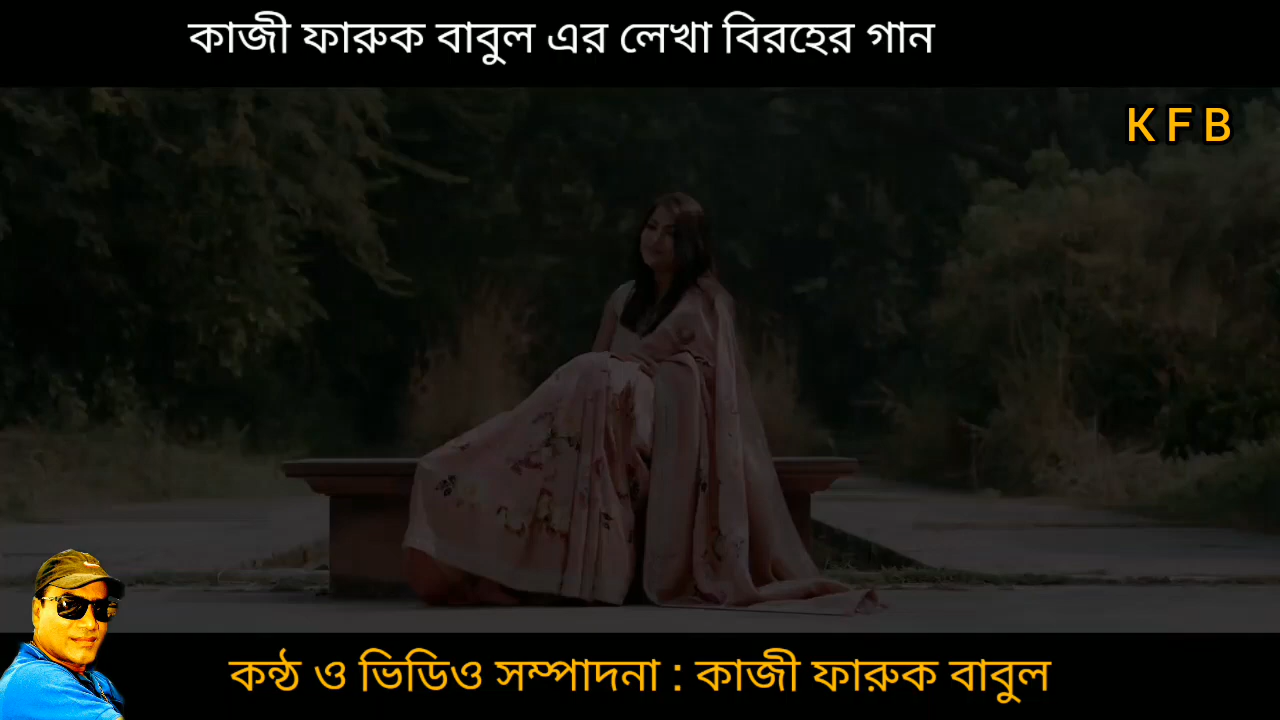 কাজী ফারুক বাবুল এর লেখা বিরহের গান
K F B
কন্ঠ ও ভিডিও সম্পাদনা : কাজী ফারুক বাবুল